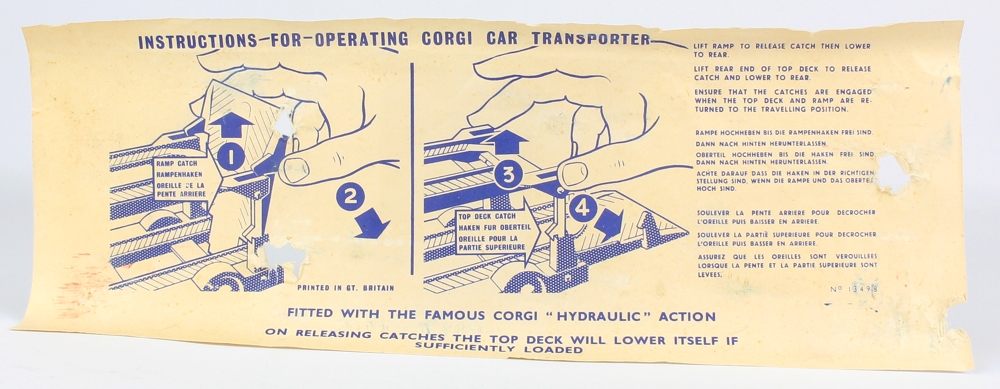 INSTRUCTIONS-FOR-OPERATING CORGI CAR TRANSPORTER
1
RAMP CATCH
RAMPENHAKEN
OREILLE DE LA
PENTE ARRIERE
2
PRINTED IN GT. BRITAIN
3
TOP DECK CATCH
HAKEN FUR OBERTEIL
OREILLE POUR LA
PARTIE SUPERIEURE
4
LIFT RAMP TO RELEASE CATCH THEN LOWER
TO REAR.
LIFT REAR END OF TOP DECK TO RELEASE
CATCH AND LOWER TO REAR.
ENSURE THAT THE CATCHES ARE ENGAGED
WHEN THE TOP DECK AND RAMP ARE RE-
TURNED TO THE TRAVELLING POSITION.
RAMPE HOCHHEBEN BIS DIE RAMPENHAKEN FREI SIND.
DANN NACH HINTEN HERUNTERLASSEN.
OBERTEIL HOCHHEBEN BIS DIE HAKEN FREI SIND
DANN NACH HINTEN HERUNTERLASSEN.
ACHTE DARAUF DASS DIE HAKEN IN DER RICHTIGEN
STELLUNG SIND, WENN DIE RAMPE UND DAS OBERTEI
HOCH SIND.
SOULEVER LA PENTE ARRIERE POUR DECROCHER
L'OREILLE PUIS BAISSER EN ARRIERE.
SOULEVER LA PARTIE SUPERIEURE POUR DECROCHER
L'OREILLE PUIS BASSER EN ARRIERE.
ASSUREZ QUE LES OREILLES SONT VEROUILLEES
LORSQUE LA PENTE ET LA PARTIE SUPERIEURE SONT
LEVEES.
Nº
FITTED WITH THE FAMOUS CORGI "HYDRAULIC" ACTION
ON RELEASING CATCHES THE TOP DECK WILL LOWER ITSELF IF
SUFFICIENTLY LOADED